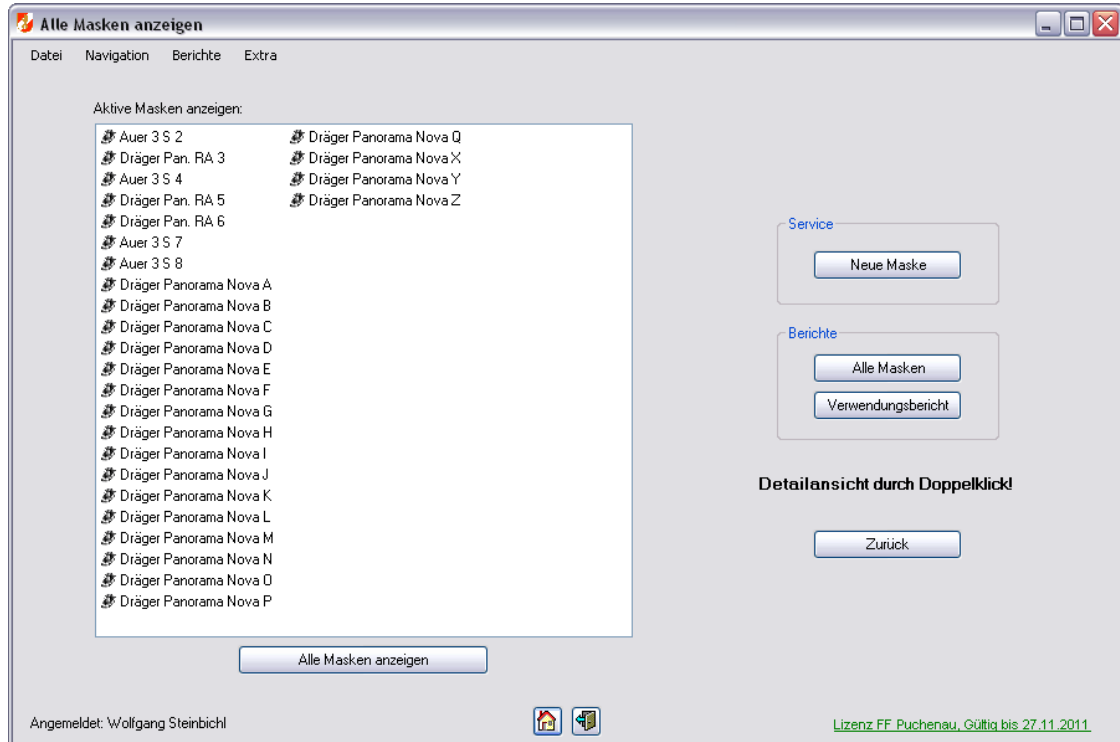 Alle Masken anzeigen
Datei Navigation Berichte Extra
Aktive Masken anzeigen:
Auer 3 S 2
Dräger Pan. RA 3
Auer 3 S 4
Dräger Pan. RA 5
Dräger Pan. RA 6
Auer 3 S 7
Auer 3 S 8
Dräger Panorama Nova A
Dräger Panorama Nova B
Dräger Panorama Nova C
Dräger Panorama Nova D
Dräger Panorama Nova E
Dräger Panorama Nova F
Dräger Panorama Nova G
Dräger Panorama Nova H
Dräger Panorama Nova I
Dräger Panorama Nova J
Dräger Panorama Nova K
Dräger Panorama Nova L
Dräger Panorama Nova M
Dräger Panorama Nova N
Dräger Panorama Nova O
Dräger Panorama Nova P
Dräger Panorama Nova Q
Dräger Panorama Nova X
Dräger Panorama Nova Y
Dräger Panorama Nova Z
Alle Masken anzeigen
Service
Neue Maske
Berichte
Alle Masken
Verwendungsbericht
Detailansicht durch Doppelklick!
Zurück
Angemeldet: Wolfgang Steinbichl
Lizenz FF Puchenau, Gültig bis 27.11.2011